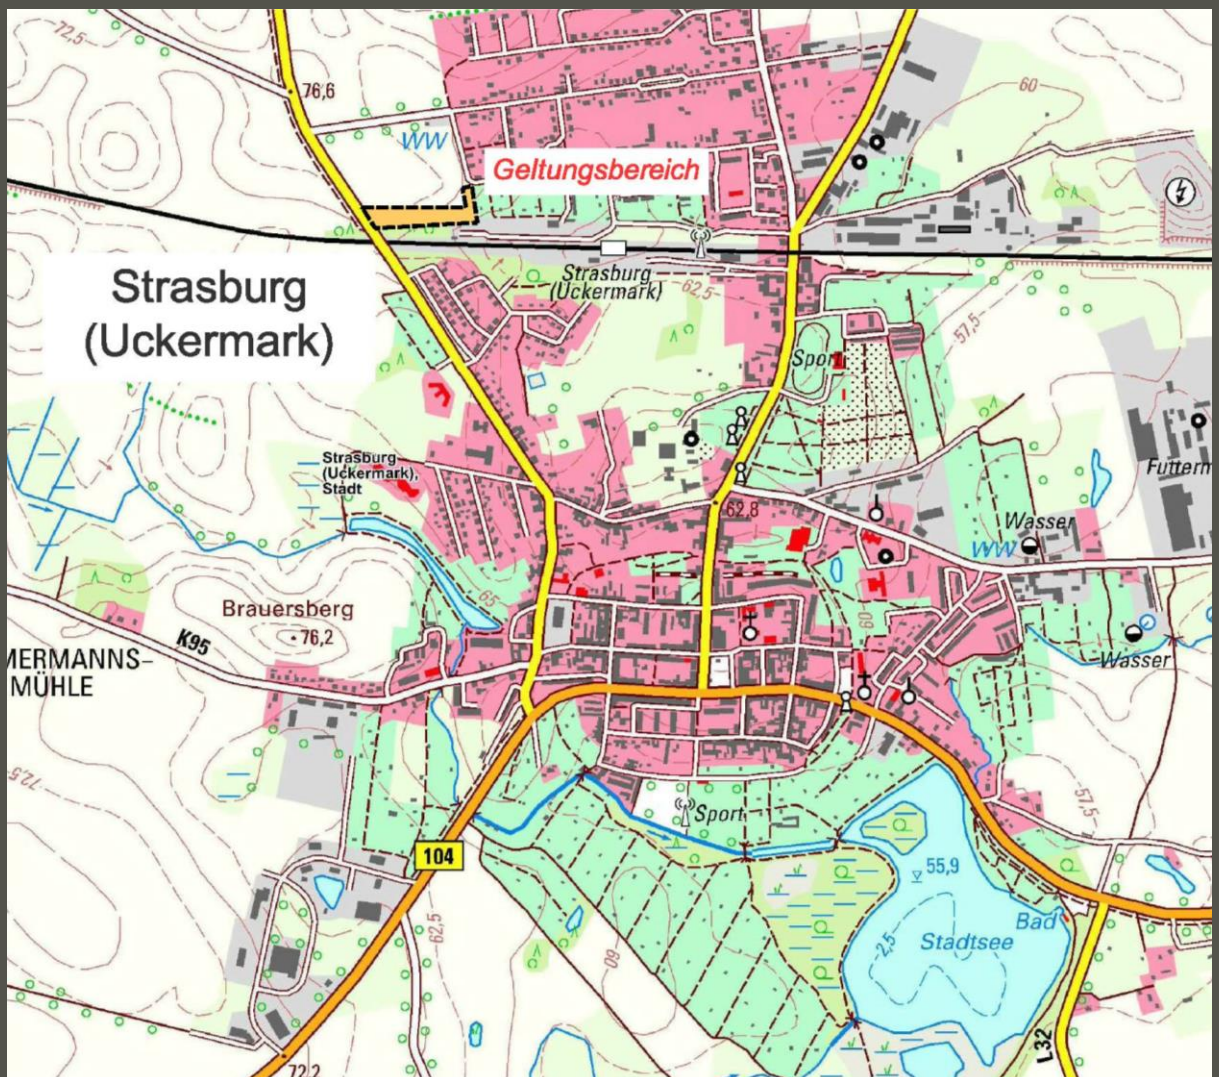 72,5
76,6
60
WW
Geltungsbereich
Strasburg
(Uckermark)
Strasburg
(Uckermark)
62,5
57,5
Sport
Strasburg
(Uckermark),
Stadt
Futterm
62,8
Wasser
WW
65
Brauersberg
76,2
60
K95
MERMANNS-
MÜHLE
Wasser
72,5
57,5
Sport
104
55,9
62,5
Bad
Stadtsee
2,5
60
L32
72,2